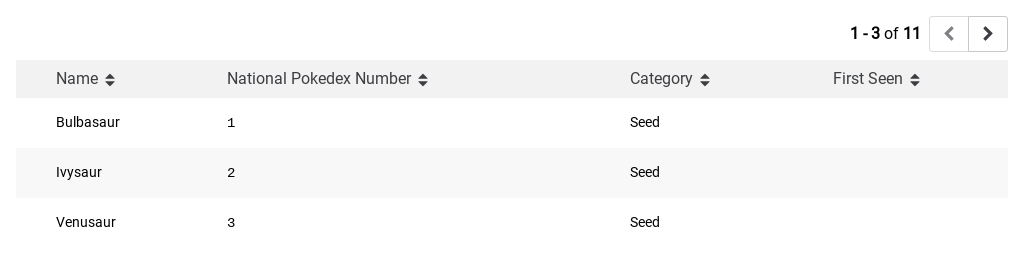 1 - 3 of 11
Name National Pokedex Number Category First Seen
Bulbasaur 1 Seed
Ivysaur 2 Seed
Venusaur 3 Seed